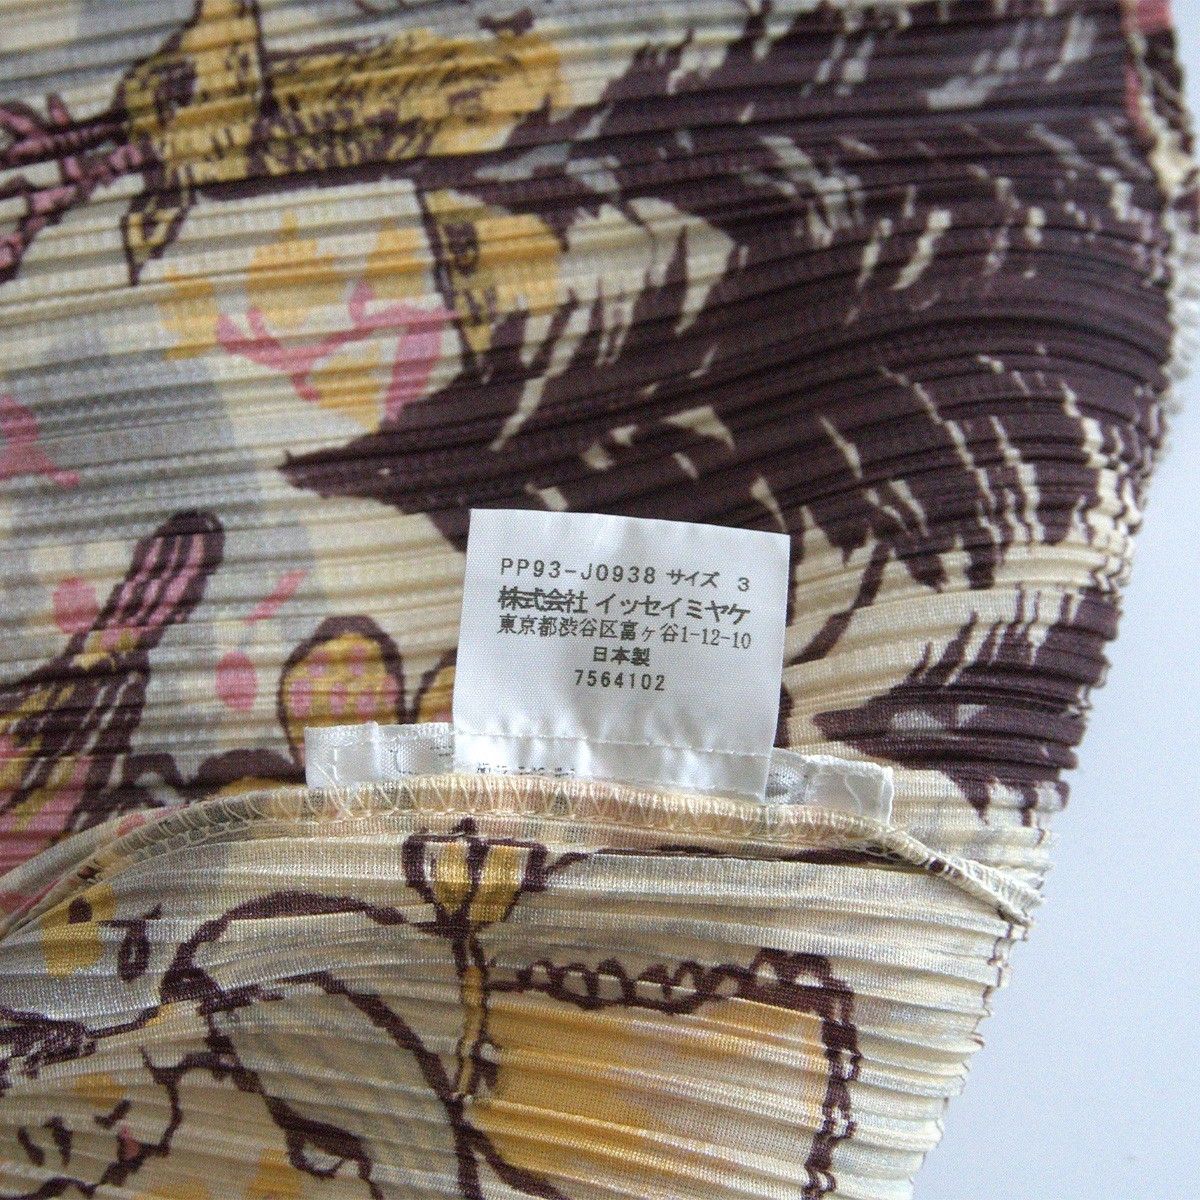 PP93-J0938 サイズ 3
株式会社 イッセイミヤケ
東京都渋谷区富ヶ谷1-12-10
日本製
7564102